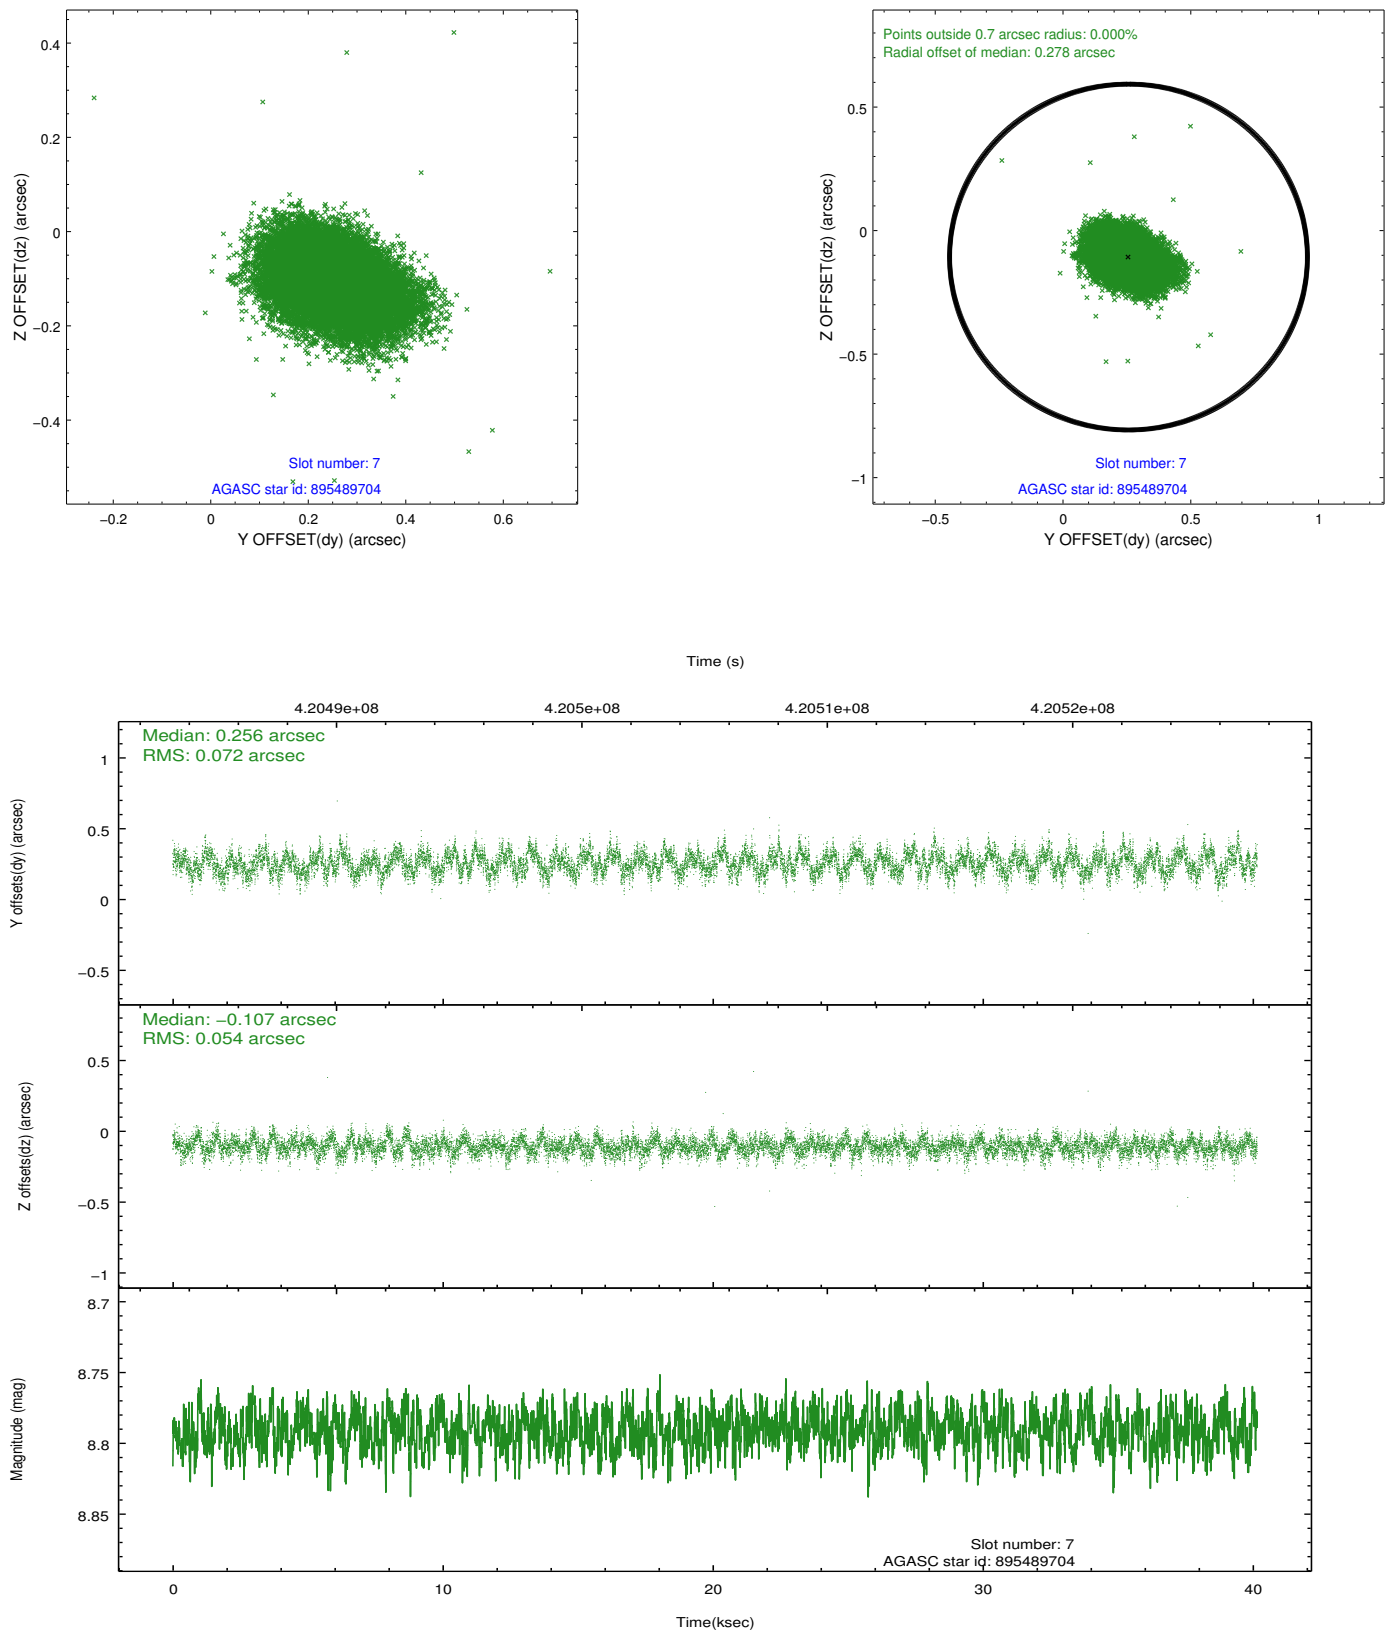 0.4
0.2
0
−0.2
−0.4
Z OFFSET(dz) (arcsec)
Slot number: 7
AGASC star id: 895489704
−0.2 0 0.2 0.4 0.6
Y OFFSET(dy) (arcsec)
Points outside 0.7 arcsec radius: 0.000%
Radial offset of median: 0.278 arcsec
0.5
0
−0.5
−1
Z OFFSET(dz) (arcsec)
Slot number: 7
AGASC star id: 895489704
−0.5 0 0.5 1
Y OFFSET(dy) (arcsec)
Time (s)
4.2049e+08 4.205e+08 4.2051e+08 4.2052e+08
Median: 0.256 arcsec
RMS: 0.072 arcsec
1
0.5
0
−0.5
Y offsets(dy) (arcsec)
Median: −0.107 arcsec
RMS: 0.054 arcsec
0.5
0
−0.5
−1
Z offsets(dz) (arcsec)
8.7
8.75
8.8
8.85
Magnitude (mag)
Slot number: 7
AGASC star id: 895489704
0 10 20 30 40
Time(ksec)